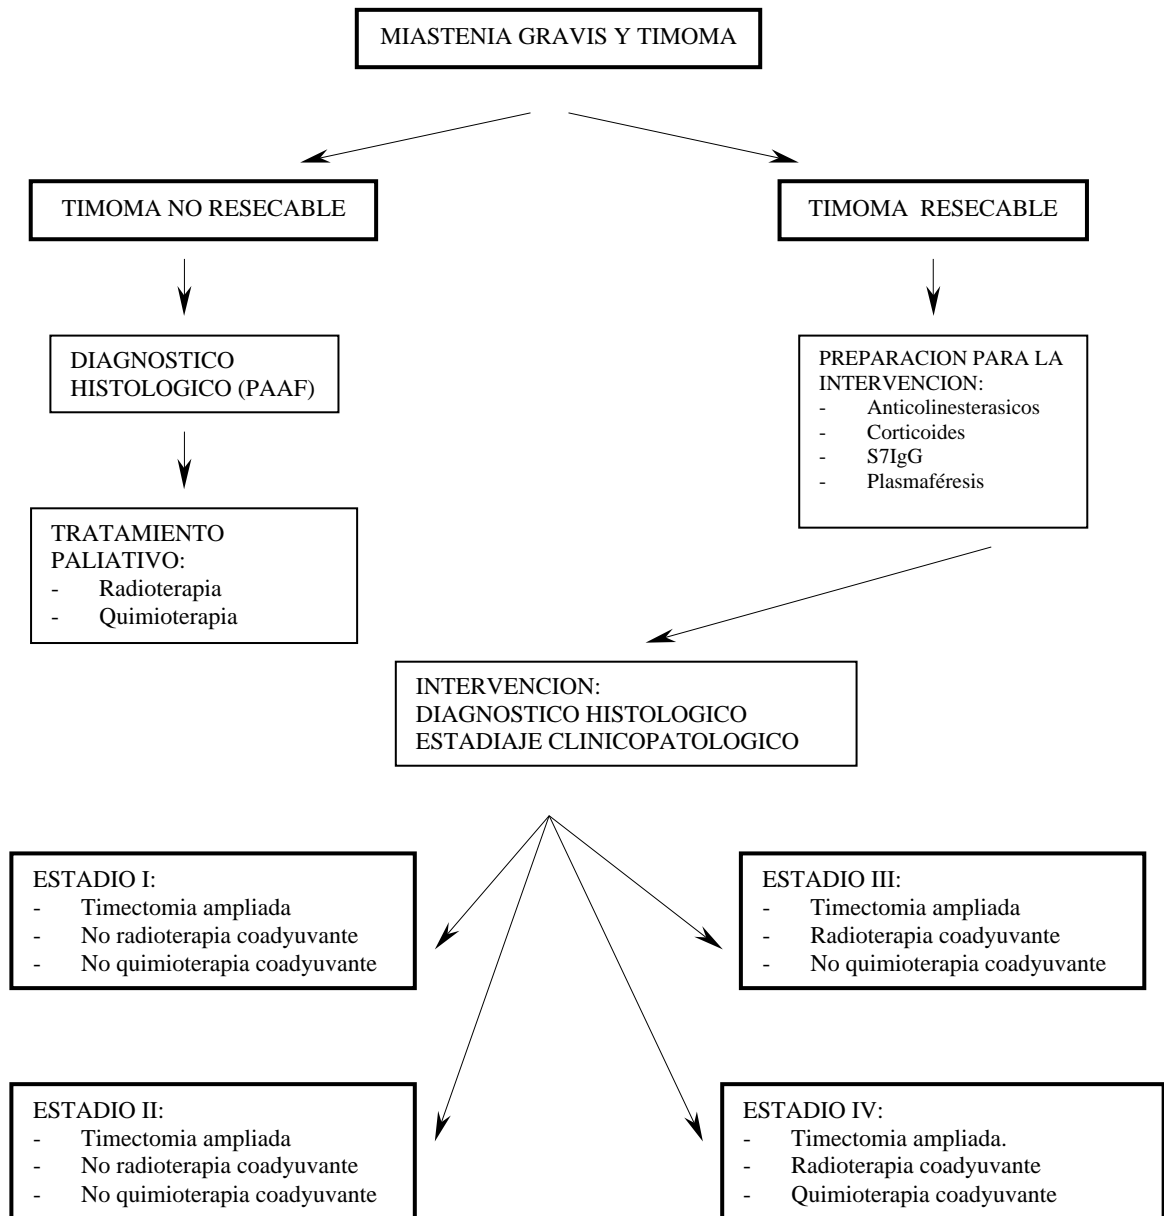 MIASTENIA GRAVIS Y TIMOMA
TIMOMA NO RESECABLE
TIMOMA RESECABLE
DIAGNOSTICO
HISTOLOGICO (PAAF)
PREPARACION PARA LA
INTERVENCION:
- Anticolinesterasicos
- Corticoides
- S7IgG
- Plasmaféresis
TRATAMIENTO
PALIATIVO:
- Radioterapia
- Quimioterapia
INTERVENCION:
DIAGNOSTICO HISTOLOGICO
ESTADIAJE CLINICOPATOLOGICO
ESTADIO I:
- Timectomia ampliada
- No radioterapia coadyuvante
- No quimioterapia coadyuvante
ESTADIO III:
- Timectomia ampliada
- Radioterapia coadyuvante
- No quimioterapia coadyuvante
ESTADIO II:
- Timectomia ampliada
- No radioterapia coadyuvante
- No quimioterapia coadyuvante
ESTADIO IV:
- Timectomia ampliada.
- Radioterapia coadyuvante
- Quimioterapia coadyuvante